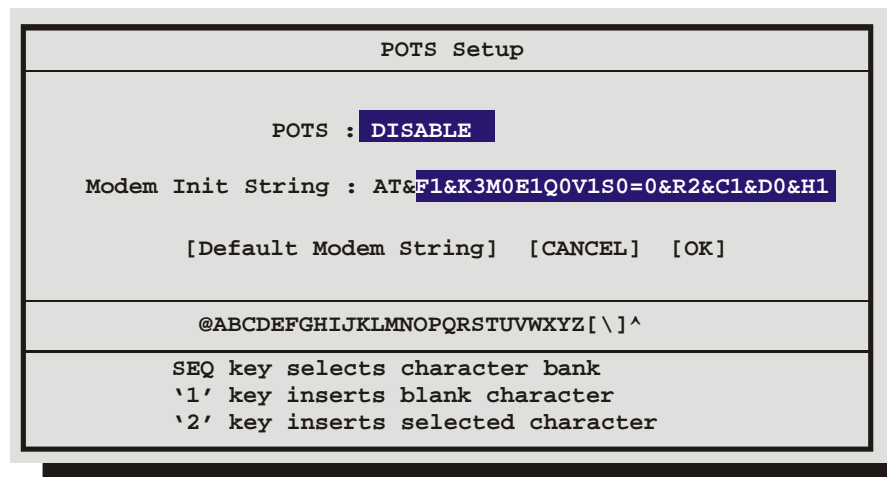 POTS Setup
POTS : DISABLE
Modem Init String : AT&F1&K3M0E1Q0V1S0=0&R2&C1&D0&H1
[Default Modem String] [CANCEL] [OK]
@ABCDEFGHIJKLMNOPQRSTUVWXYZ[\]^
SEQ key selects character bank
‘1’ key inserts blank character
‘2’ key inserts selected character